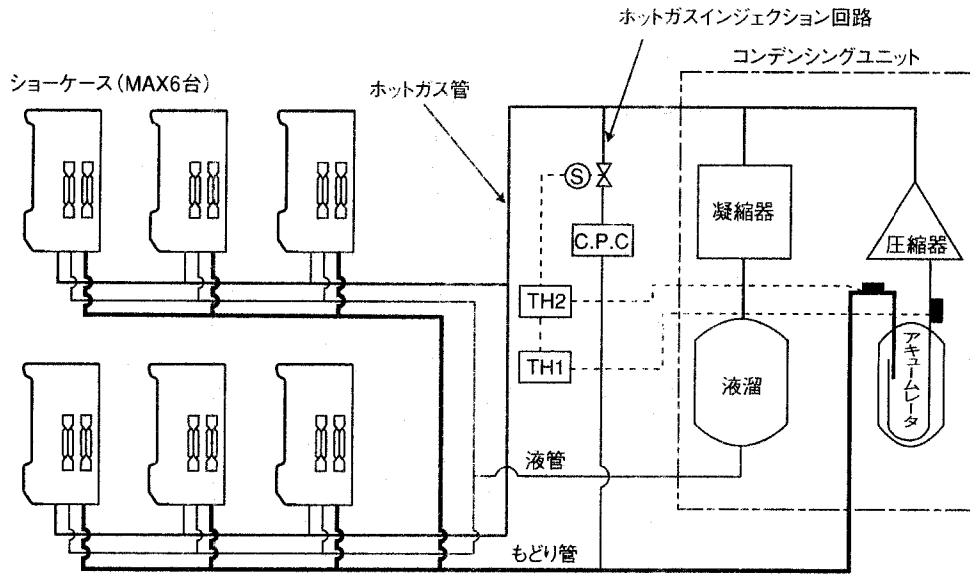 ホットガスインジェクション回路
コンデンシングユニット
ショーケース(MAX6台)
ホットガス管
S
凝縮器
C.P.C
圧縮器
TH2
TH1
アキュームレータ
液溜
液管
もどり管